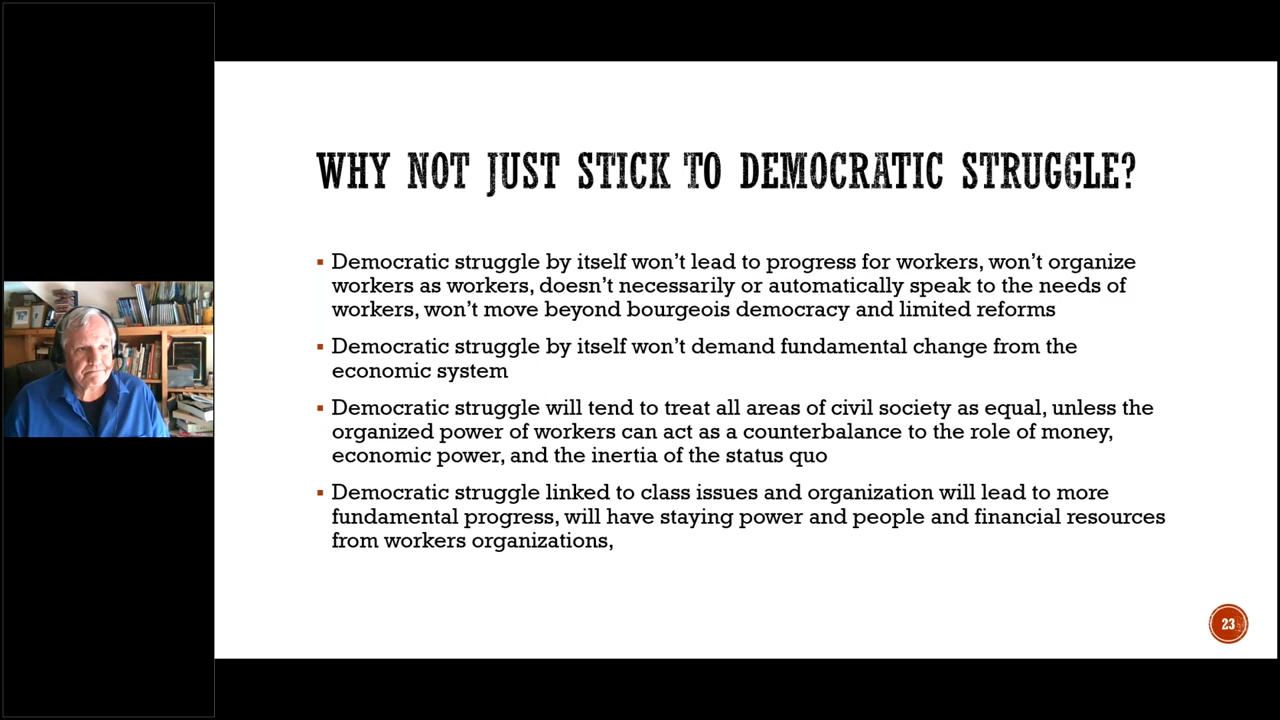 WHY NOT JUST STICK TO DEMOCRATIC STRUGGLE?
▪ Democratic struggle by itself won't lead to progress for workers, won't organize
workers as workers, doesn't necessarily or automatically speak to the needs of
workers, won't move beyond bourgeois democracy and limited reforms
▪ Democratic struggle by itself won't demand fundamental change from the
economic system
▪ Democratic struggle will tend to treat all areas of civil society as equal, unless the
organized power of workers can act as a counterbalance to the role of money,
economic power, and the inertia of the status quo
▪ Democratic struggle linked to class issues and organization will lead to more
fundamental progress, will have staying power and people and financial resources
from workers organizations,
23